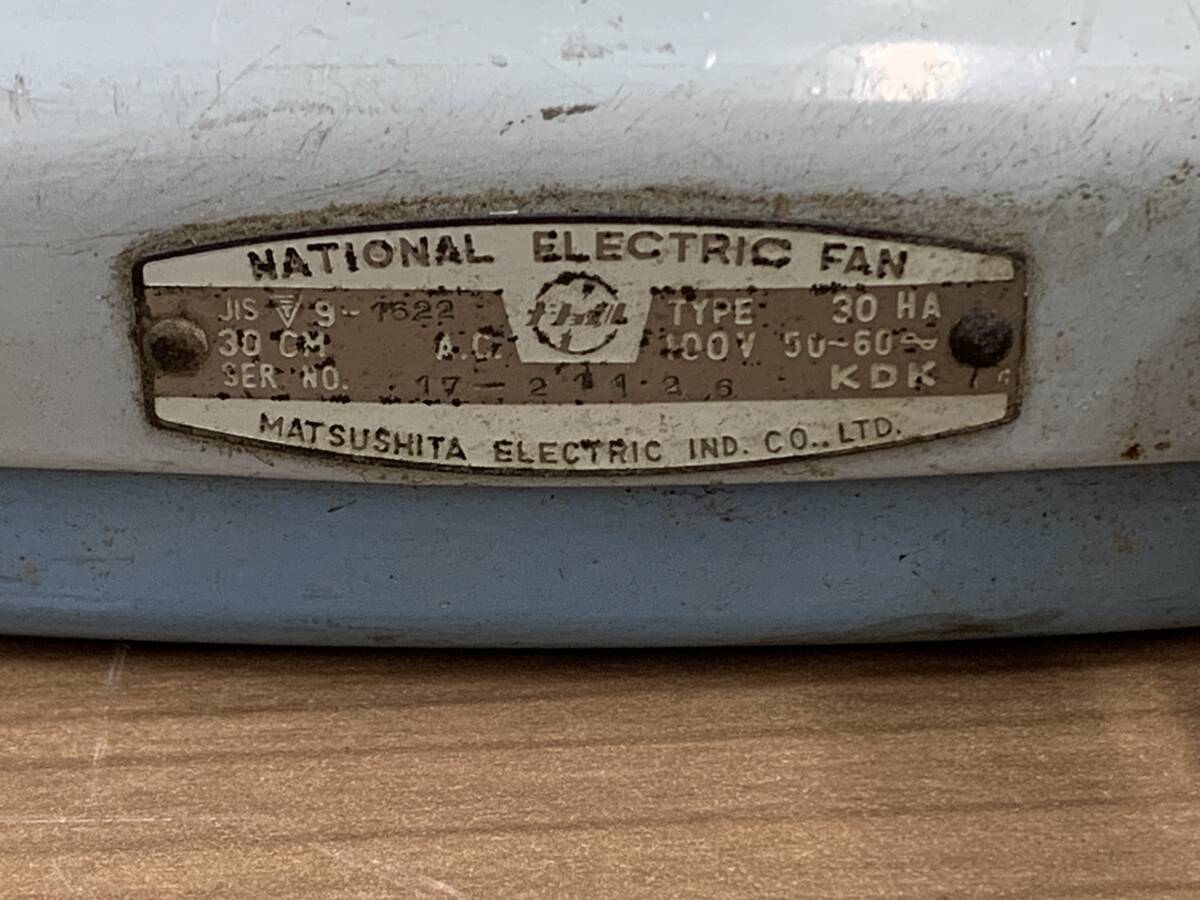 NATIONAL ELECTRIC FAN
JIS 9-1622 TYPE 30 HA
30 CM A.C. 100V 50~60~
SER. NO. 17-21126 KDK
MATSUSHITA ELECTRIC IND. CO., LTD.